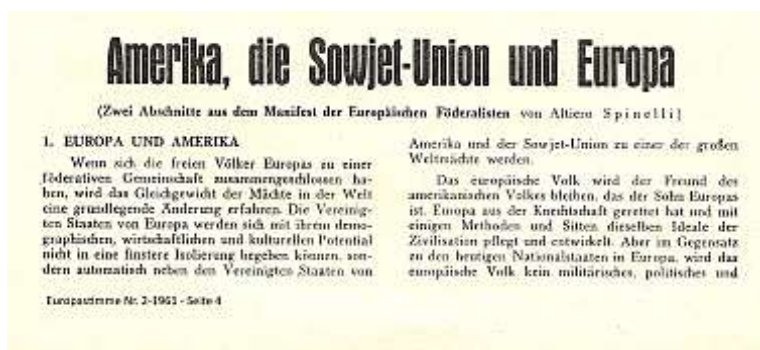 Amerika, die Sowjet-Union und Europa
(Zwei Abschnitte aus dem Manifest der Europäischen Föderalisten von Altiero Spinelli)
1. EUROPA UND AMERIKA
Wenn sich die freien Völker Europas zu einer
föderativen Gemeinschaft zusammengeschlossen ha-
ben, wird das Gleichgewicht der Mächte in der Welt
eine grundlegende Änderung erfahren. Die Vereinig-
ten Staaten von Europa werden sich mit ihrem demo-
graphischen, wirtschaftlichen und kulturellen Potential
nicht in eine finstere Isolierung begeben können, son-
dern automatisch neben den Vereinigten Staaten von
Amerika und der Sowjet-Union zu einer der großen
Weltmächte werden.
Das europäische Volk wird der Freund des
amerikanischen Volkes bleiben, das der Sohn Europas
ist, Europa aus der Knechtschaft gerettet hat und mit
einigen Methoden und Sitten dieselben Ideale der
Zivilisation pflegt und entwickelt. Aber im Gegensatz
zu den heutigen Nationalstaaten in Europa, wird das
europäische Volk kein militärisches, politisches und
Europastimme Nr. 2-1961 - Seite 4